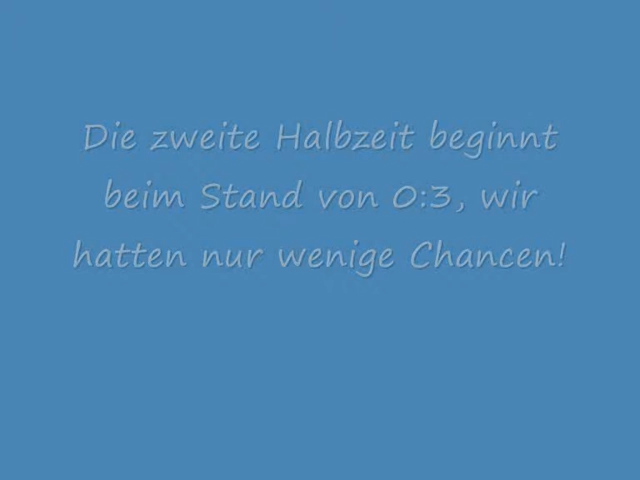 Die zweite Halbzeit beginnt
beim Stand von 0:3, wir
hatten nur wenige Chancen!